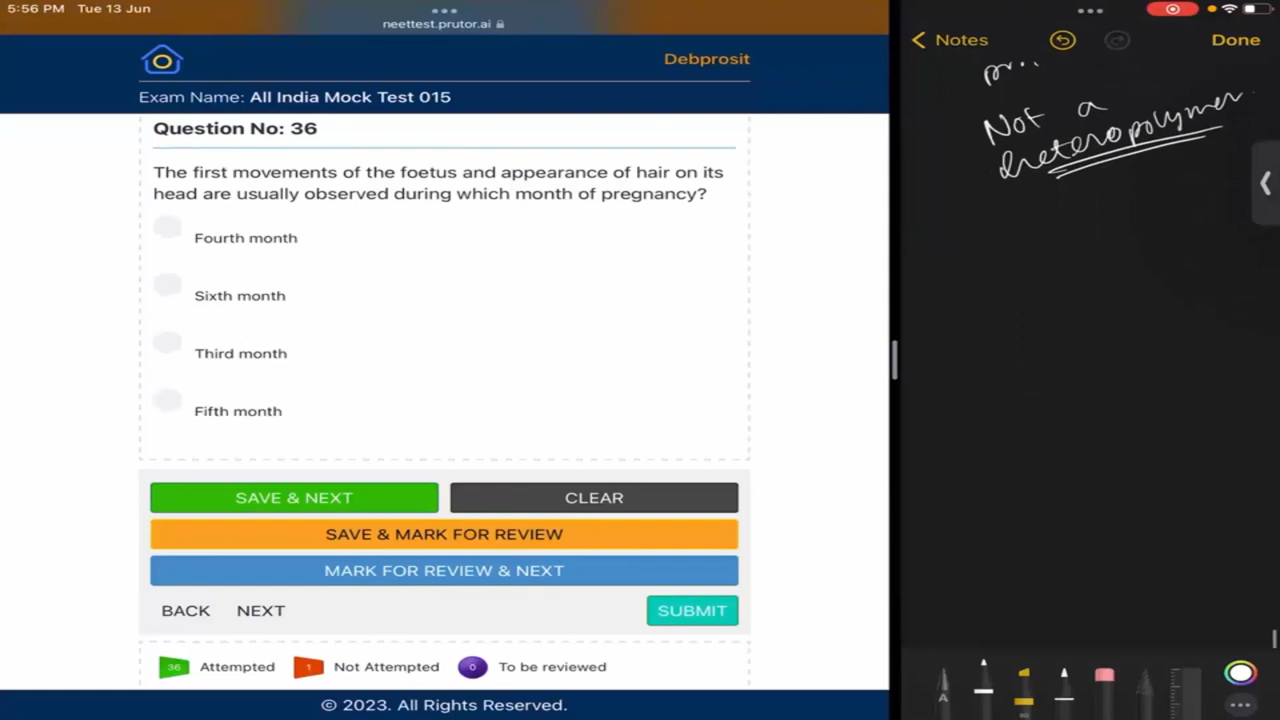 5:56 PM Tue 13 Jun
neettest.prutor.ai
Debprosit
Exam Name: All India Mock Test 015
Question No: 36
The first movements of the foetus and appearance of hair on its
head are usually observed during which month of pregnancy?
Fourth month
Sixth month
Third month
Fifth month
SAVE & NEXT
CLEAR
SAVE & MARK FOR REVIEW
MARK FOR REVIEW & NEXT
BACK
NEXT
SUBMIT
36 Attempted
1 Not Attempted
0 To be reviewed
© 2023. All Rights Reserved.
Notes
Done
Not a
heteropolymer
A